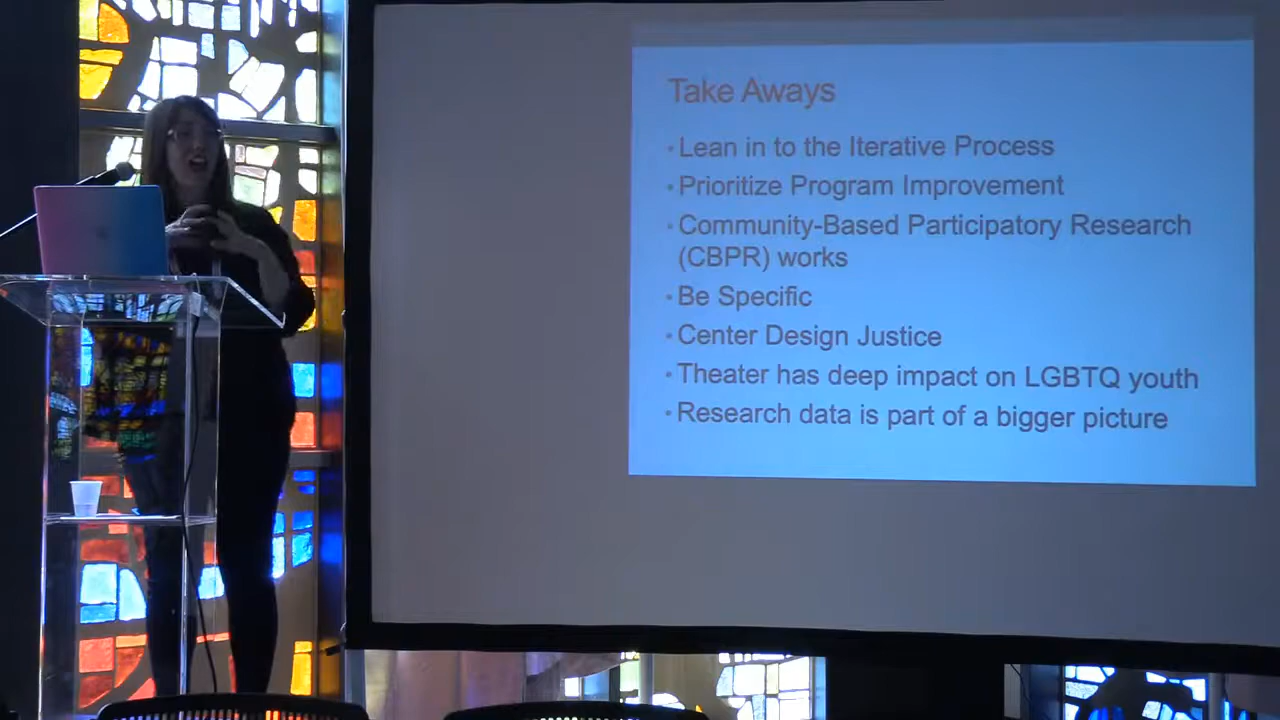 Take Aways
•Lean in to the Iterative Process
•Prioritize Program Improvement
•Community-Based Participatory Research
(CBPR) works
•Be Specific
•Center Design Justice
•Theater has deep impact on LGBTQ youth
•Research data is part of a bigger picture